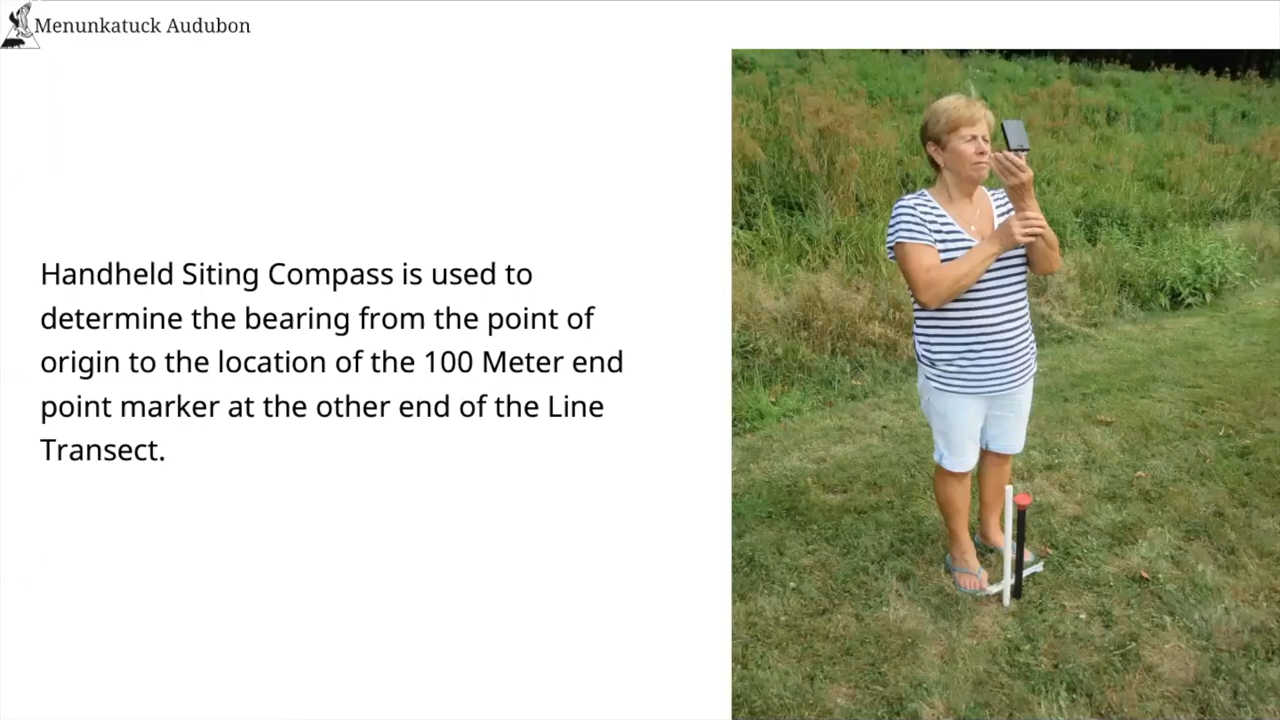 Menunkatuck Audubon
Handheld Siting Compass is used to
determine the bearing from the point of
origin to the location of the 100 Meter end
point marker at the other end of the Line
Transect.